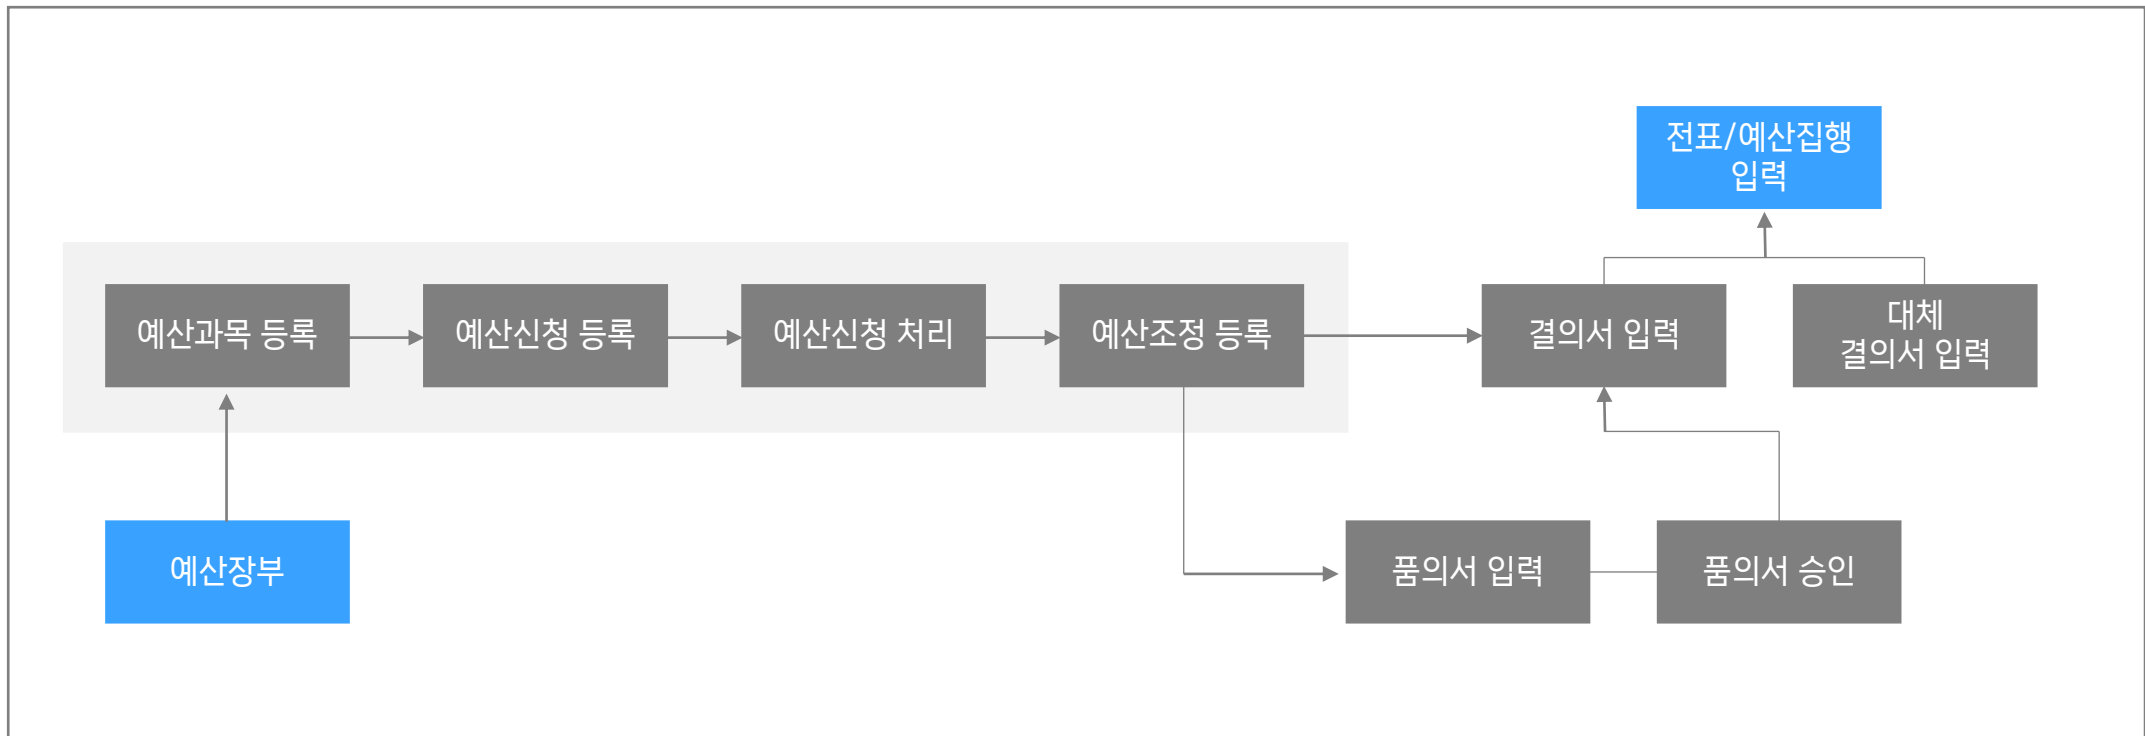 전표/예산집행
입력
예산과목 등록
예산신청 등록
예산신청 처리
예산조정 등록
결의서 입력
대체
결의서 입력
예산장부
품의서 입력
품의서 승인